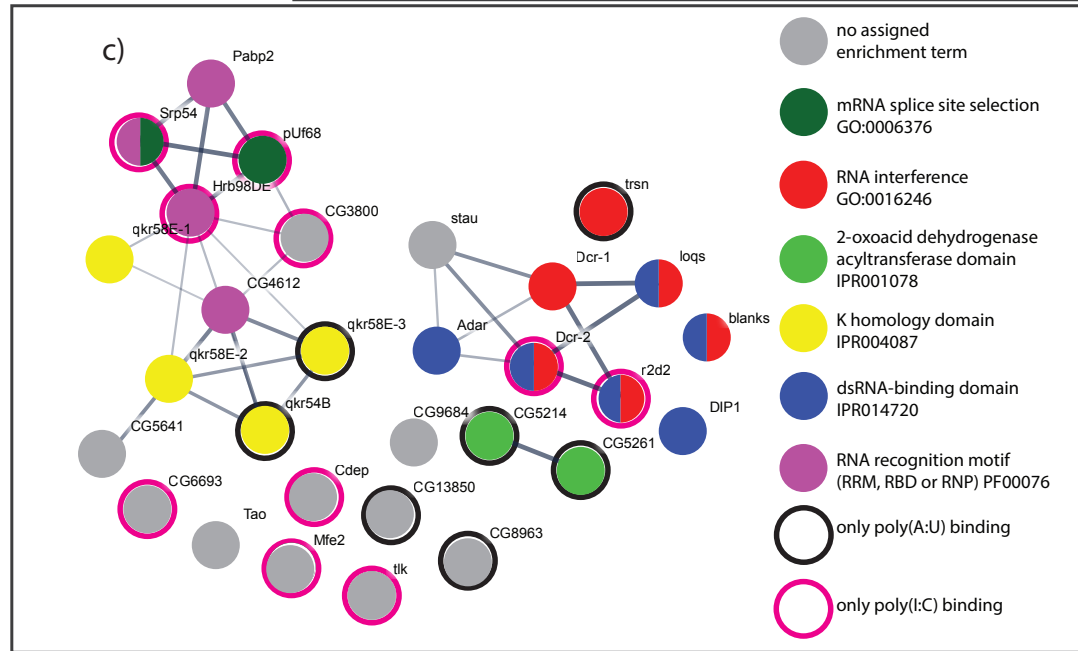 c)
Pabp2
Srp54
pUf68
Hrb98DE
CG3800
qkr58E-1
CG4612
qkr58E-3
qkr58E-2
qkr54B
CG5641
CG6693
Tao
Cdep
Mfe2
CG13850
tlk
CG8963
stau
trsn
Dcr-1
loqs
Adar
Dcr-2
blanks
r2d2
CG9684
CG5214
DIP1
CG5261
no assigned
enrichment term
mRNA splice site selection
GO:0006376
RNA interference
GO:0016246
2-oxoacid dehydrogenase
acyltransferase domain
IPR001078
K homology domain
IPR004087
dsRNA-binding domain
IPR014720
RNA recognition motif
(RRM, RBD or RNP) PF00076
only poly(A:U) binding
only poly(I:C) binding